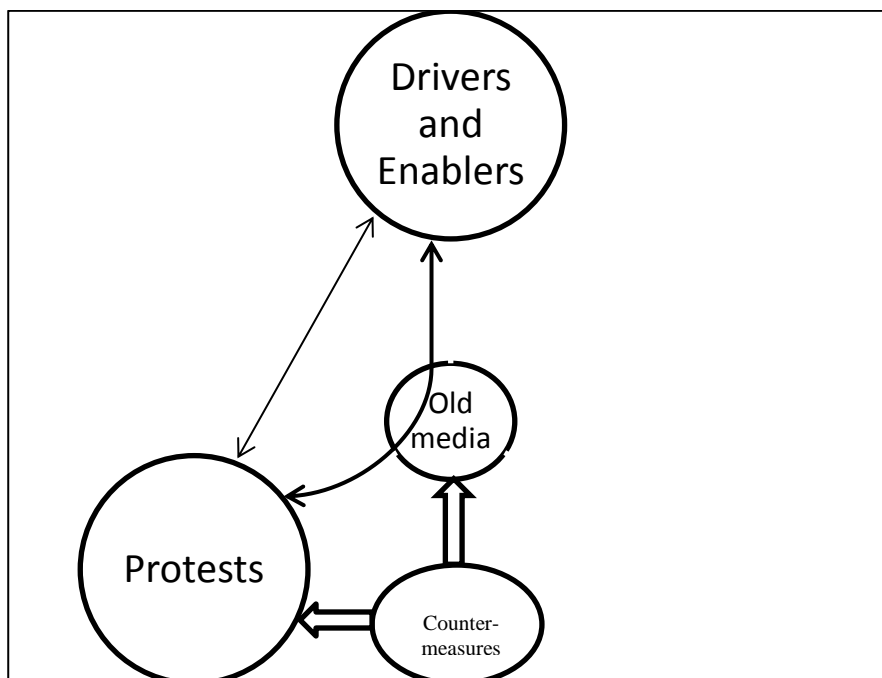 Drivers
and
Enablers
Old
media
Protests
Counter-
measures